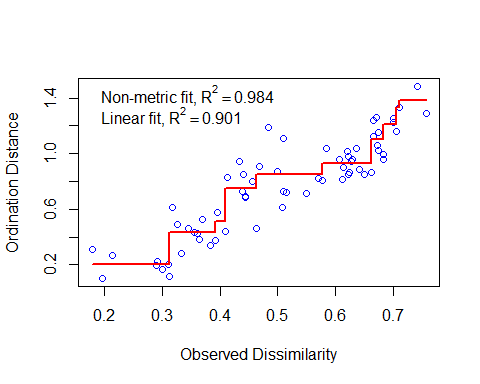 Non-metric fit, R² = 0.984
Linear fit, R² = 0.901
Ordination Distance
1.4
1.0
0.6
0.2
0.2 0.3 0.4 0.5 0.6 0.7
Observed Dissimilarity